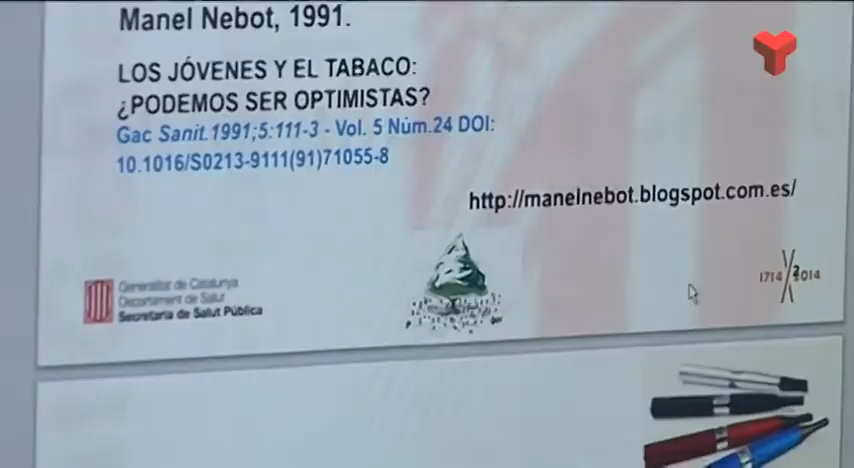 Manel Nebot, 1991.
LOS JÓVENES Y EL TABACO:
¿PODEMOS SER OPTIMISTAS?
Gac Sanit.1991;5:111-3 - Vol. 5 Núm.24 DOI:
10.1016/S0213-9111(91)71055-8
http://manelnebot.blogspot.com.es/
Generalitat de Catalunya
Departament de Salut
Secretaria de Salut Pública
1714 2014